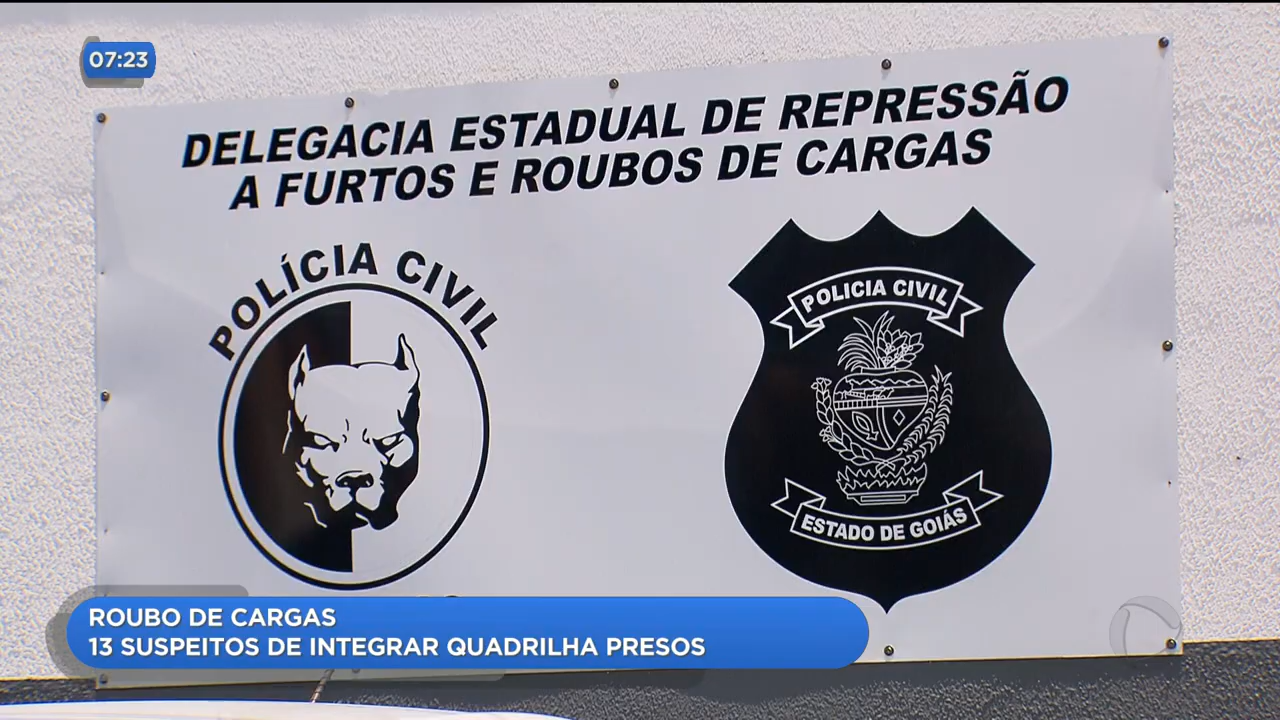 07:23
DELEGACIA ESTADUAL DE REPRESSÃO
A FURTOS E ROUBOS DE CARGAS
POLÍCIA CIVIL
POLICIA CIVIL
ESTADO DE GOIÁS
ROUBO DE CARGAS
13 SUSPEITOS DE INTEGRAR QUADRILHA PRESOS